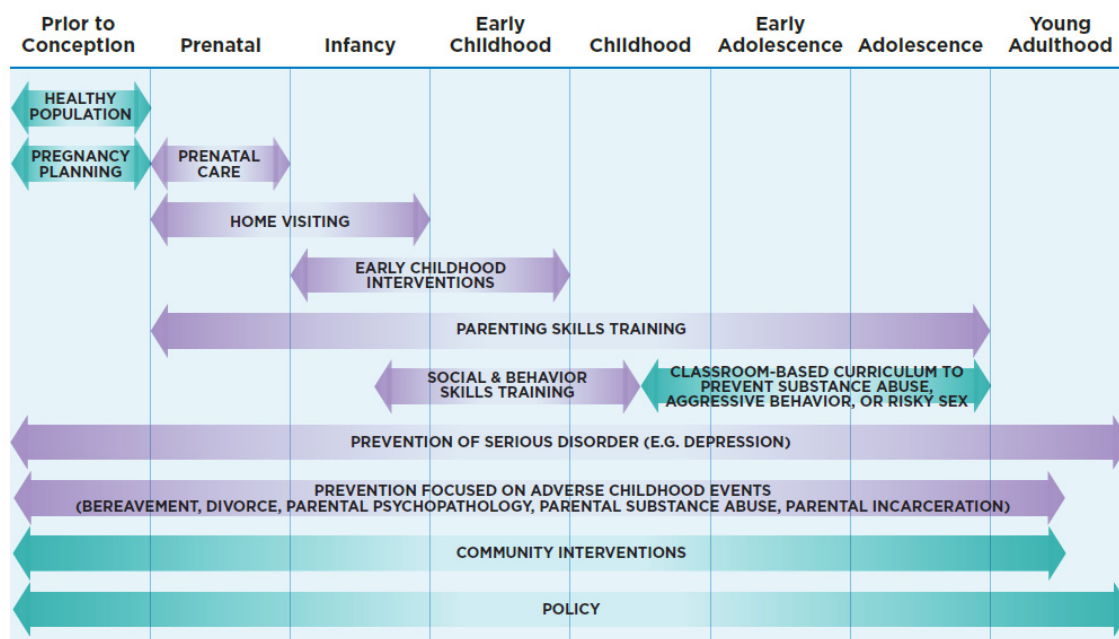 Prior to
Conception
Prenatal
Infancy
Early
Childhood
Childhood
Early
Adolescence
Adolescence
Young
Adulthood
HEALTHY
POPULATION
PREGNANCY
PLANNING
PRENATAL
CARE
HOME VISITING
EARLY CHILDHOOD
INTERVENTIONS
PARENTING SKILLS TRAINING
SOCIAL & BEHAVIOR
SKILLS TRAINING
CLASSROOM-BASED CURRICULUM TO
PREVENT SUBSTANCE ABUSE,
AGGRESSIVE BEHAVIOR, OR RISKY SEX
PREVENTION OF SERIOUS DISORDER (E.G. DEPRESSION)
PREVENTION FOCUSED ON ADVERSE CHILDHOOD EVENTS
(BEREAVEMENT, DIVORCE, PARENTAL PSYCHOPATHOLOGY, PARENTAL SUBSTANCE ABUSE, PARENTAL INCARCERATION)
COMMUNITY INTERVENTIONS
POLICY